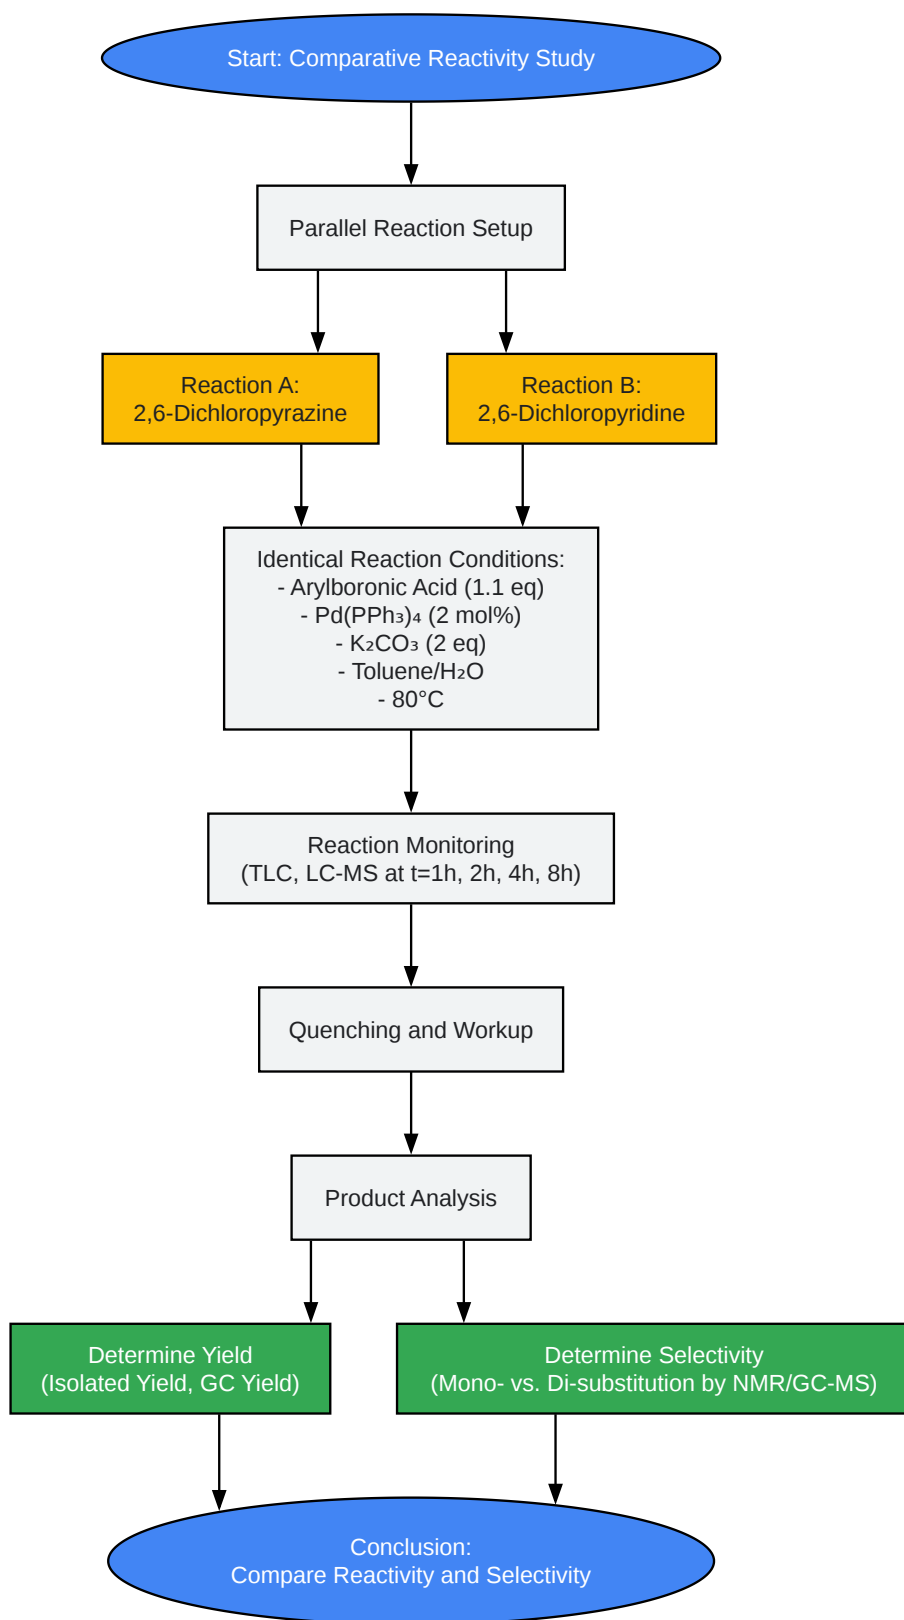 Start: Comparative Reactivity Study
Parallel Reaction Setup
Reaction A:
2,6-Dichloropyrazine
Reaction B:
2,6-Dichloropyridine
Identical Reaction Conditions:
- Arylboronic Acid (1.1 eq)
- Pd(PPh₃)₄ (2 mol%)
- K₂CO₃ (2 eq)
- Toluene/H₂O
- 80°C
Reaction Monitoring
(TLC, LC-MS at t=1h, 2h, 4h, 8h)
Quenching and Workup
Product Analysis
Determine Yield
(Isolated Yield, GC Yield)
Determine Selectivity
(Mono- vs. Di-substitution by NMR/GC-MS)
Conclusion:
Compare Reactivity and Selectivity